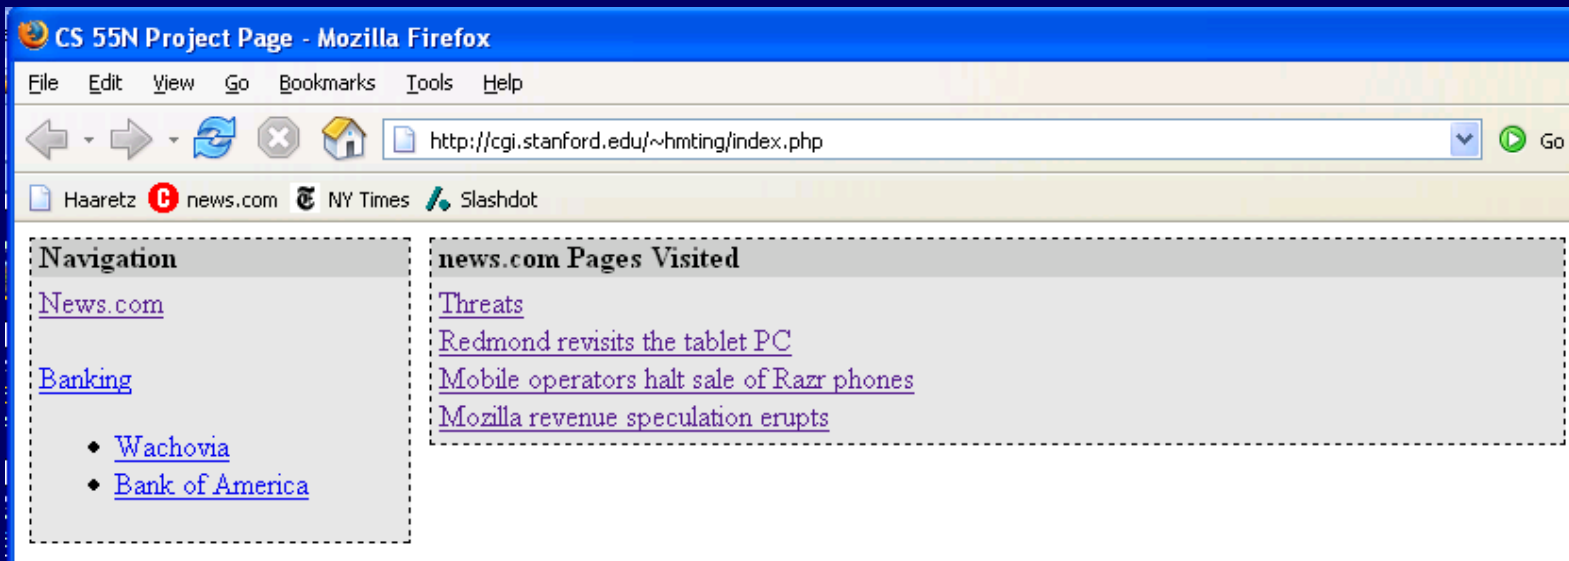 CS 55N Project Page - Mozilla Firefox
File Edit View Go Bookmarks Tools Help
http://cgi.stanford.edu/~hmting/index.php Go
Haaretz C news.com T NY Times Slashdot
Navigation
News.com
Banking
Wachovia
Bank of America
news.com Pages Visited
Threats
Redmond revisits the tablet PC
Mobile operators halt sale of Razr phones
Mozilla revenue speculation erupts